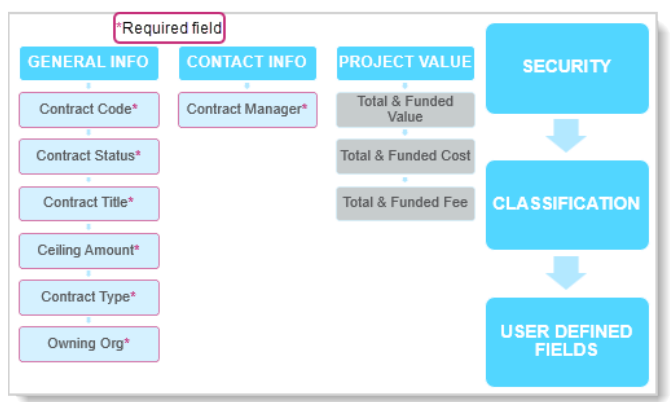 *Required field
GENERAL INFO
Contract Code*
Contract Status*
Contract Title*
Ceiling Amount*
Contract Type*
Owning Org*
CONTACT INFO
Contract Manager*
PROJECT VALUE
Total & Funded
Value
Total & Funded Cost
Total & Funded Fee
SECURITY
CLASSIFICATION
USER DEFINED
FIELDS